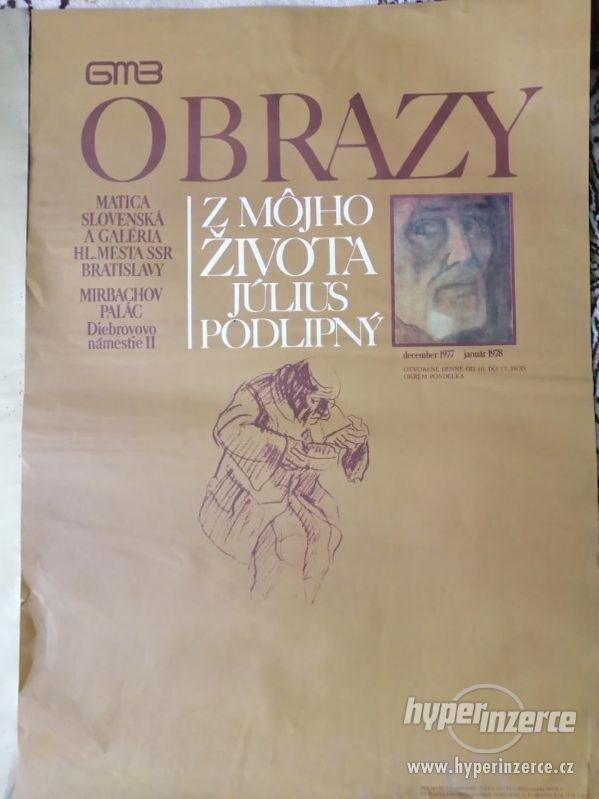 GMB
OBRAZY
MATICA
SLOVENSKÁ
A GALÉRIA
HL. MESTA SSR
BRATISLAVY
MIRBACHOV
PALÁC
Diebrovovo
námestie 11
Z MÔJHO
ŽIVOTA
JÚLIUS
PODLIPNÝ
december 1977 január 1978
OTVORENÉ DENNE OD 10. DO 17. HOD.
OKREM PONDELKA
hyperinzerce
www.hyperinzerce.cz